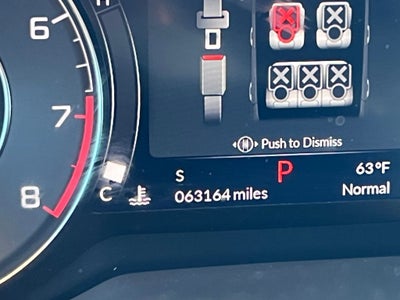 6
7
8
Push to Dismiss
S
P
63°F
C
063164 miles
Normal